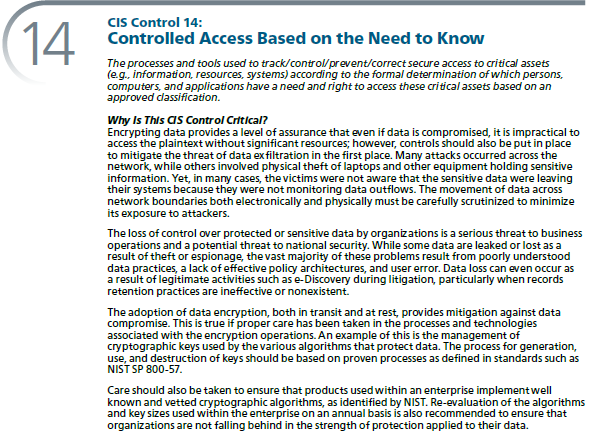 14
CIS Control 14:
Controlled Access Based on the Need to Know
The processes and tools used to track/control/prevent/correct secure access to critical assets
(e.g., information, resources, systems) according to the formal determination of which persons,
computers, and applications have a need and right to access these critical assets based on an
approved classification.
Why Is This CIS Control Critical?
Encrypting data provides a level of assurance that even if data is compromised, it is impractical to
access the plaintext without significant resources; however, controls should also be put in place
to mitigate the threat of data exfiltration in the first place. Many attacks occurred across the
network, while others involved physical theft of laptops and other equipment holding sensitive
information. Yet, in many cases, the victims were not aware that the sensitive data were leaving
their systems because they were not monitoring data outflows. The movement of data across
network boundaries both electronically and physically must be carefully scrutinized to minimize
its exposure to attackers.
The loss of control over protected or sensitive data by organizations is a serious threat to business
operations and a potential threat to national security. While some data are leaked or lost as a
result of theft or espionage, the vast majority of these problems result from poorly understood
data practices, a lack of effective policy architectures, and user error. Data loss can even occur as
a result of legitimate activities such as e-Discovery during litigation, particularly when records
retention practices are ineffective or nonexistent.
The adoption of data encryption, both in transit and at rest, provides mitigation against data
compromise. This is true if proper care has been taken in the processes and technologies
associated with the encryption operations. An example of this is the management of
cryptographic keys used by the various algorithms that protect data. The process for generation,
use, and destruction of keys should be based on proven processes as defined in standards such as
NIST SP 800-57.
Care should also be taken to ensure that products used within an enterprise implement well
known and vetted cryptographic algorithms, as identified by NIST. Re-evaluation of the algorithms
and key sizes used within the enterprise on an annual basis is also recommended to ensure that
organizations are not falling behind in the strength of protection applied to their data.